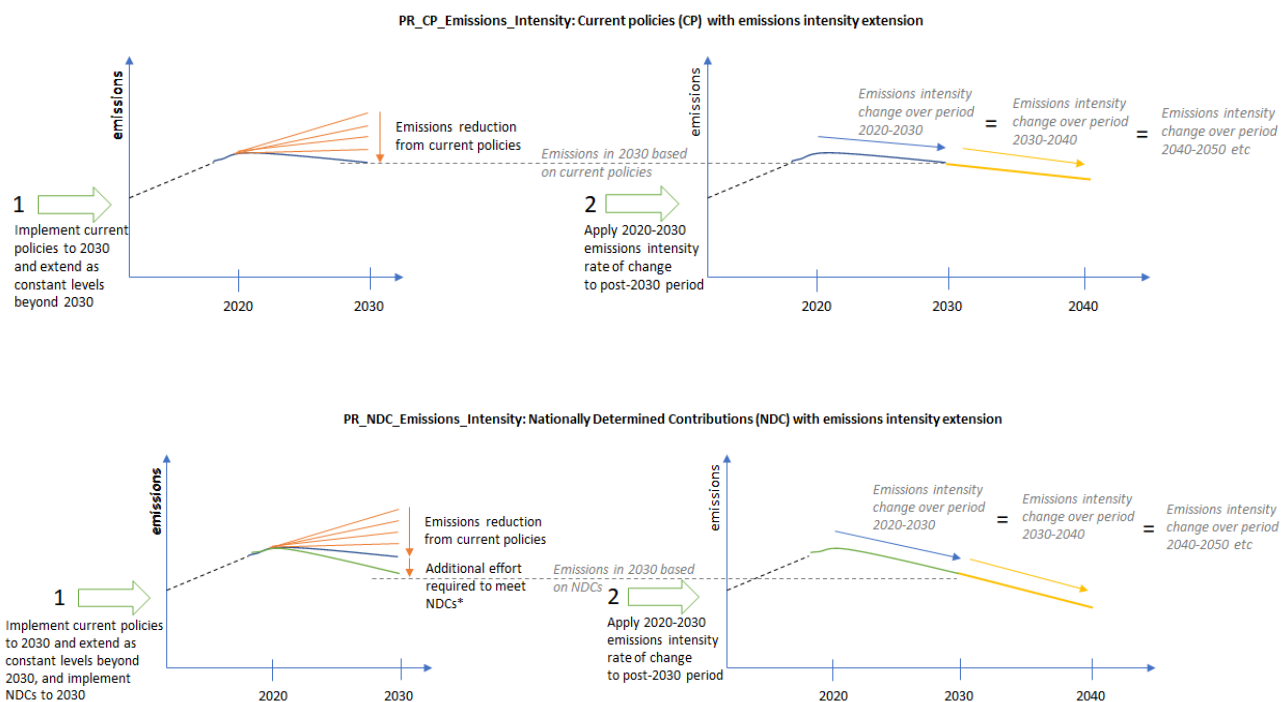 PR_CP_Emissions_Intensity: Current policies (CP) with emissions intensity extension
emissions
Emissions reduction
from current policies
1
Implement current
policies to 2030
and extend as
constant levels
beyond 2030
2020
2030
Emissions in 2030 based
on current policies
emissions
Emissions intensity
change over period
2020-2030
=
Emissions intensity
change over period
2030-2040
=
Emissions intensity
change over period
2040-2050 etc
2
Apply 2020-2030
emissions intensity
rate of change
to post-2030 period
2020
2030
2040
PR_NDC_Emissions_Intensity: Nationally Determined Contributions (NDC) with emissions intensity extension
emissions
Emissions reduction
from current policies
Additional effort
required to meet
NDCs*
1
Implement current policies
to 2030 and extend as
constant levels beyond
2030, and implement
NDCs to 2030
2020
2030
Emissions in 2030 based
on NDCs
emissions
Emissions intensity
change over period
2020-2030
=
Emissions intensity
change over period
2030-2040
=
Emissions intensity
change over period
2040-2050 etc
2
Apply 2020-2030
emissions intensity
rate of change
to post-2030 period
2020
2030
2040